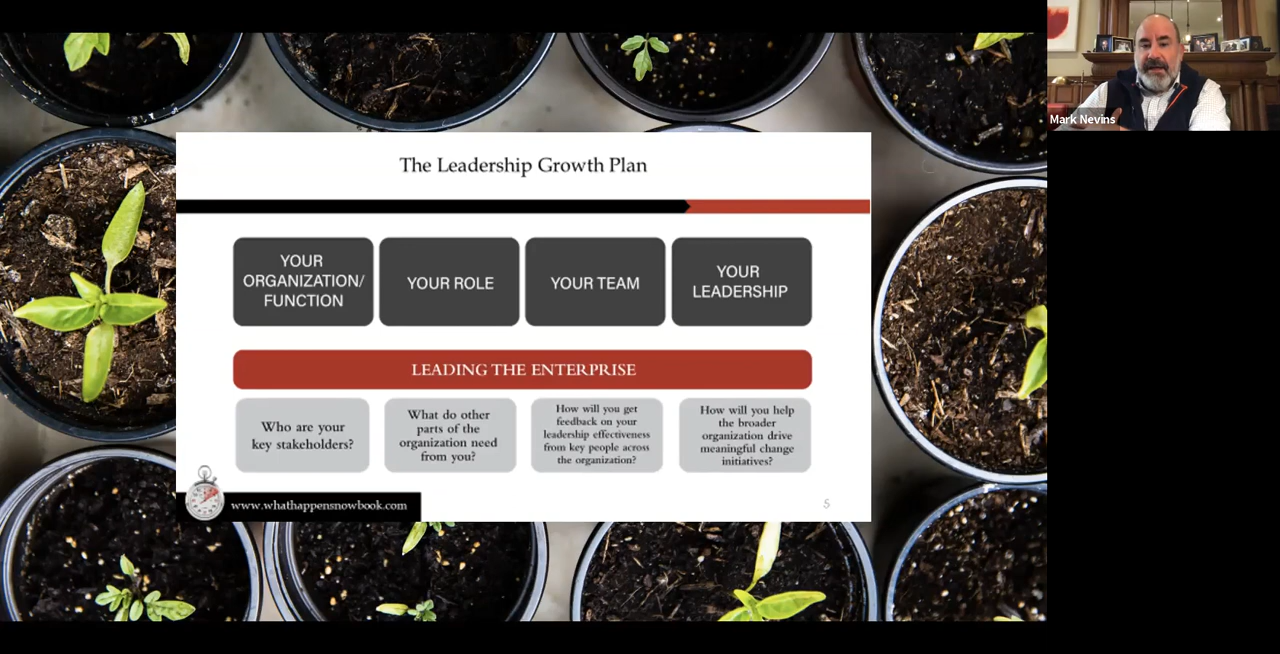 The Leadership Growth Plan
YOUR
ORGANIZATION/
FUNCTION
YOUR ROLE
YOUR TEAM
YOUR
LEADERSHIP
LEADING THE ENTERPRISE
Who are your
key stakeholders?
What do other
parts of the
organization need
from you?
How will you get
feedback on your
leadership effectiveness
from key people across
the organization?
How will you help
the broader
organization drive
meaningful change
initiatives?
www.whathappensnowbook.com
5
Mark Nevins